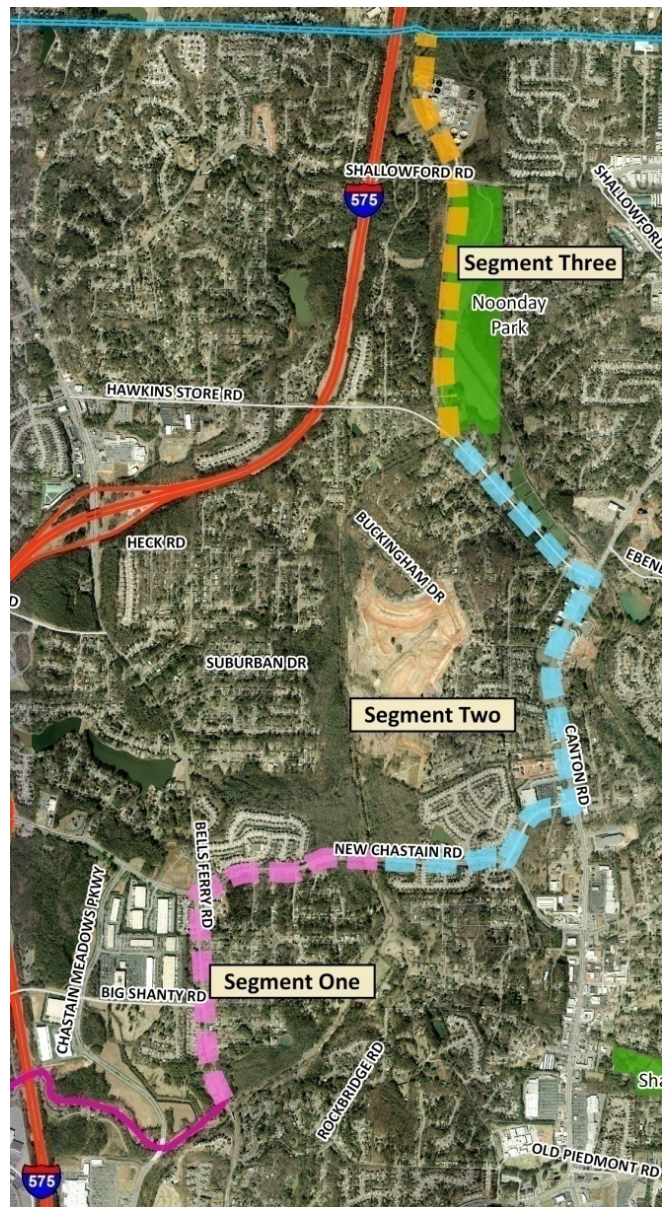 SHALLOWFORD RD
575
SHALLOWFORD
Segment Three
Noonday
Park
HAWKINS STORE RD
HECK RD
BUCKINGHAM DR
EBENE
D
SUBURBAN DR
Segment Two
CANTON RD
NEW CHASTAIN RD
BELLS FERRY RD
CHASTAIN MEADOWS PKWY
Segment One
BIG SHANTY RD
ROCKBRIDGE RD
Sha
OLD PIEDMONT RD
575